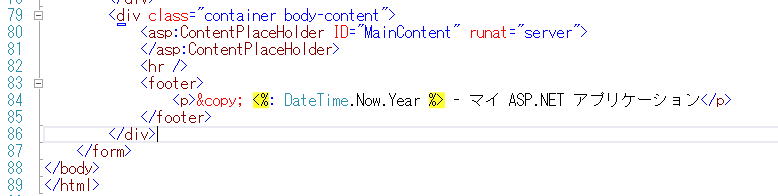 79 <div class="container body-content">
80 <asp:ContentPlaceHolder ID="MainContent" runat="server">
81 </asp:ContentPlaceHolder>
82 <hr />
83 <footer>
84 <p>&copy; <%: DateTime.Now.Year %> - マイ ASP.NET アプリケーション</p>
85 </footer>
86 </div>
87 </form>
88 </body>
89 </html>